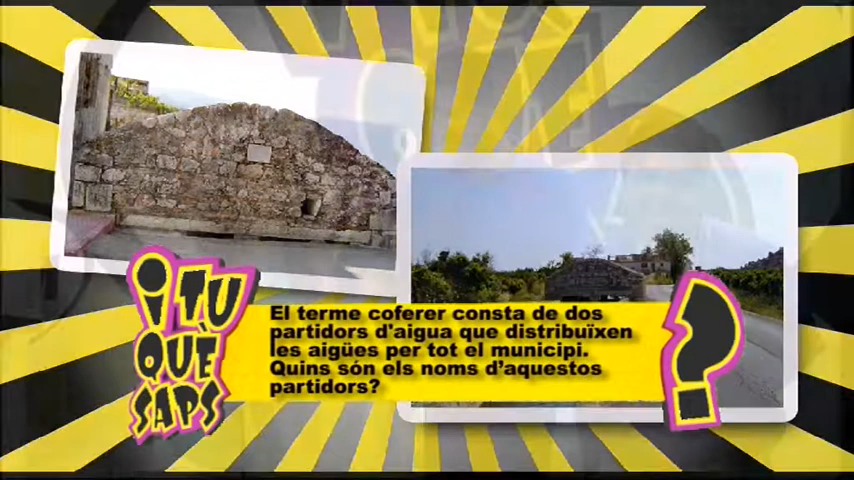 ¡TU
QUÈ
SAPS
El terme coferer consta de dos
partidors d'aigua que distribuïxen
les aigües per tot el municipi.
Quins són els noms d'aquestos
partidors?
?